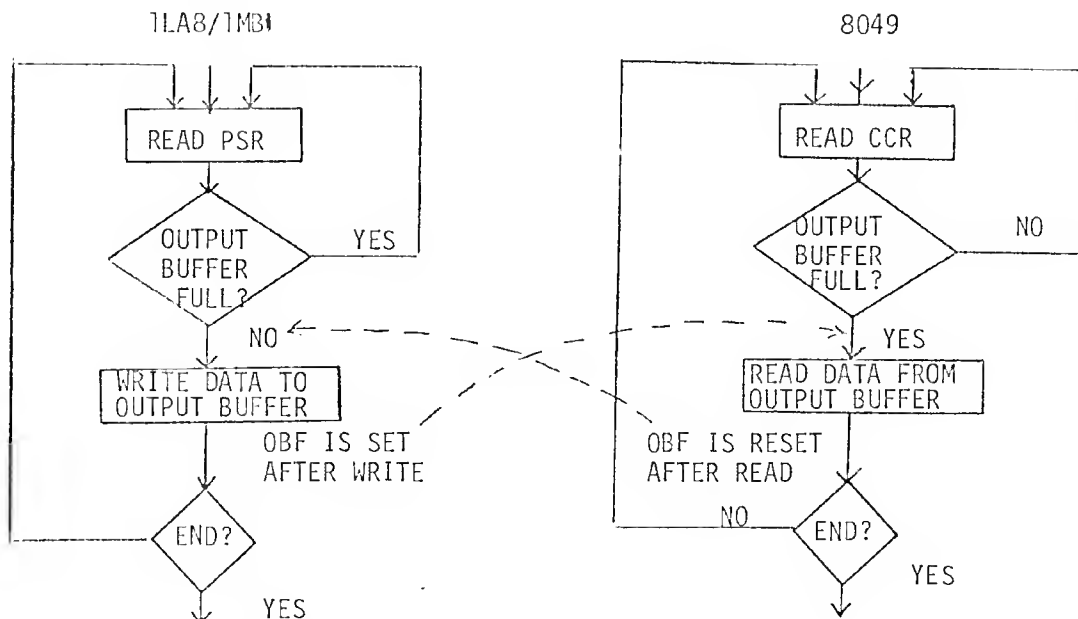 1LA8/1MB1
READ PSR
OUTPUT
BUFFER
FULL?
YES
NO
WRITE DATA TO
OUTPUT BUFFER
OBF IS SET
AFTER WRITE
END?
YES
8049
READ CCR
OUTPUT
BUFFER
FULL?
NO
YES
READ DATA FROM
OUTPUT BUFFER
OBF IS RESET
AFTER READ
NO
END?
YES